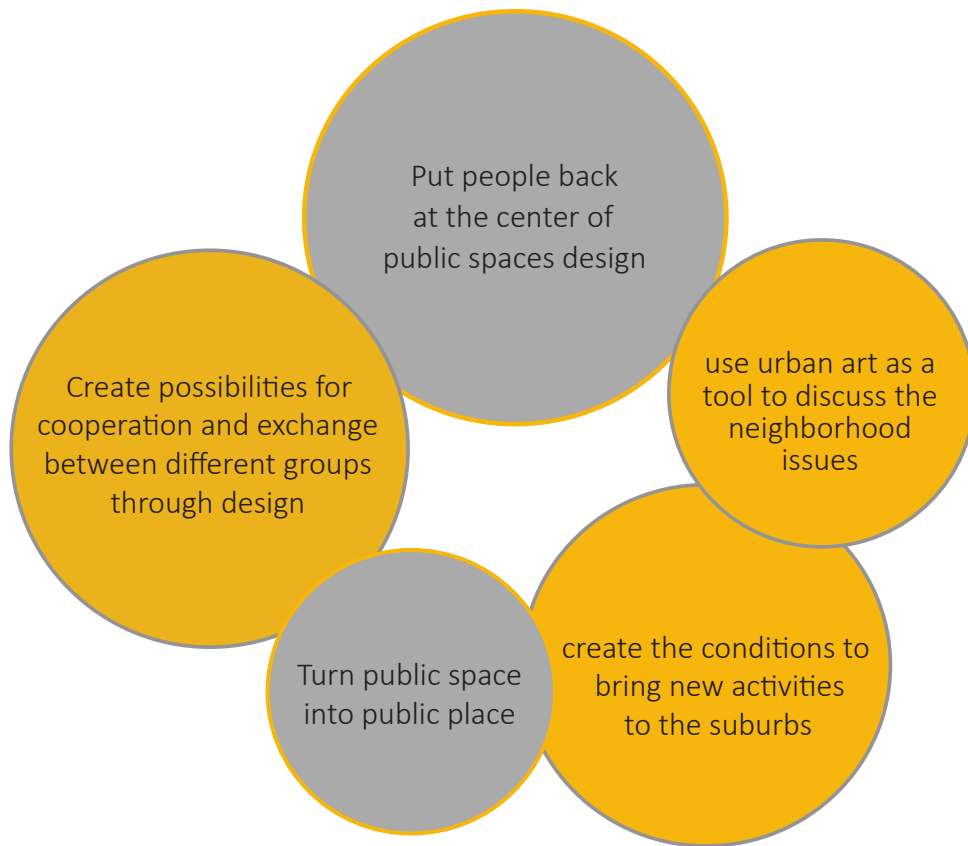 Put people back
at the center of
public spaces design
use urban art as a
tool to discuss the
neighborhood
issues
Create possibilities for
cooperation and exchange
between different groups
through design
create the conditions to
bring new activities
to the suburbs
Turn public space
into public place